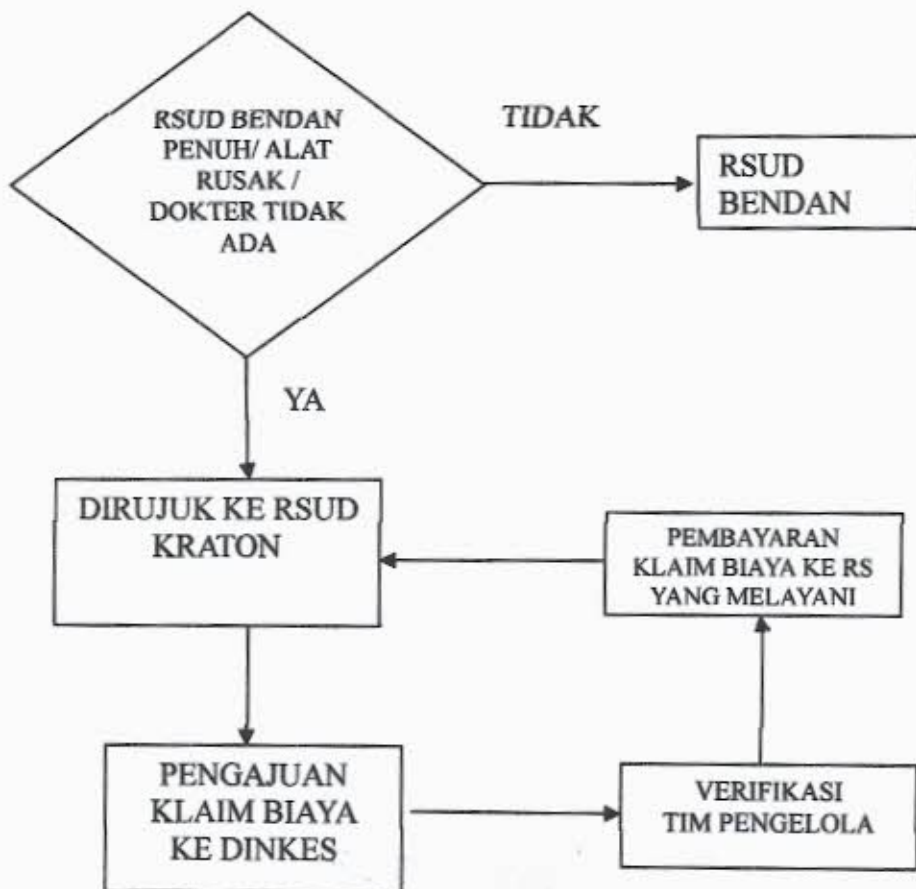 RSUD BENDAN
PENUH/ ALAT
RUSAK /
DOKTER TIDAK
ADA
TIDAK
RSUD
BENDAN
YA
DIRUJUK KE RSUD
KRATON
PEMBAYARAN
KLAIM BIAYA KE RS
YANG MELAYANI
PENGAJUAN
KLAIM BIAYA
KE DINKES
VERIFIKASI
TIM PENGELOLA